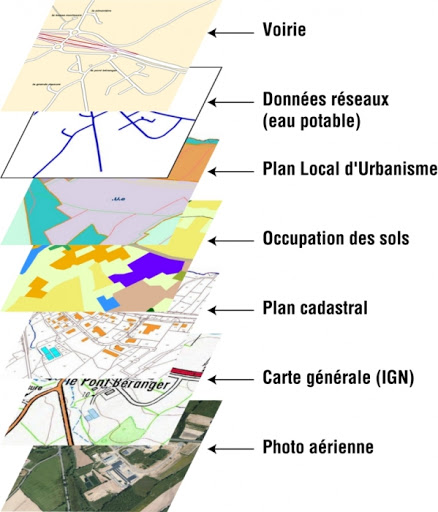 Voirie
Données réseaux
(eau potable)
Plan Local d'Urbanisme
Occupation des sols
Plan cadastral
le Pont Béranger
Carte générale (IGN)
Photo aérienne